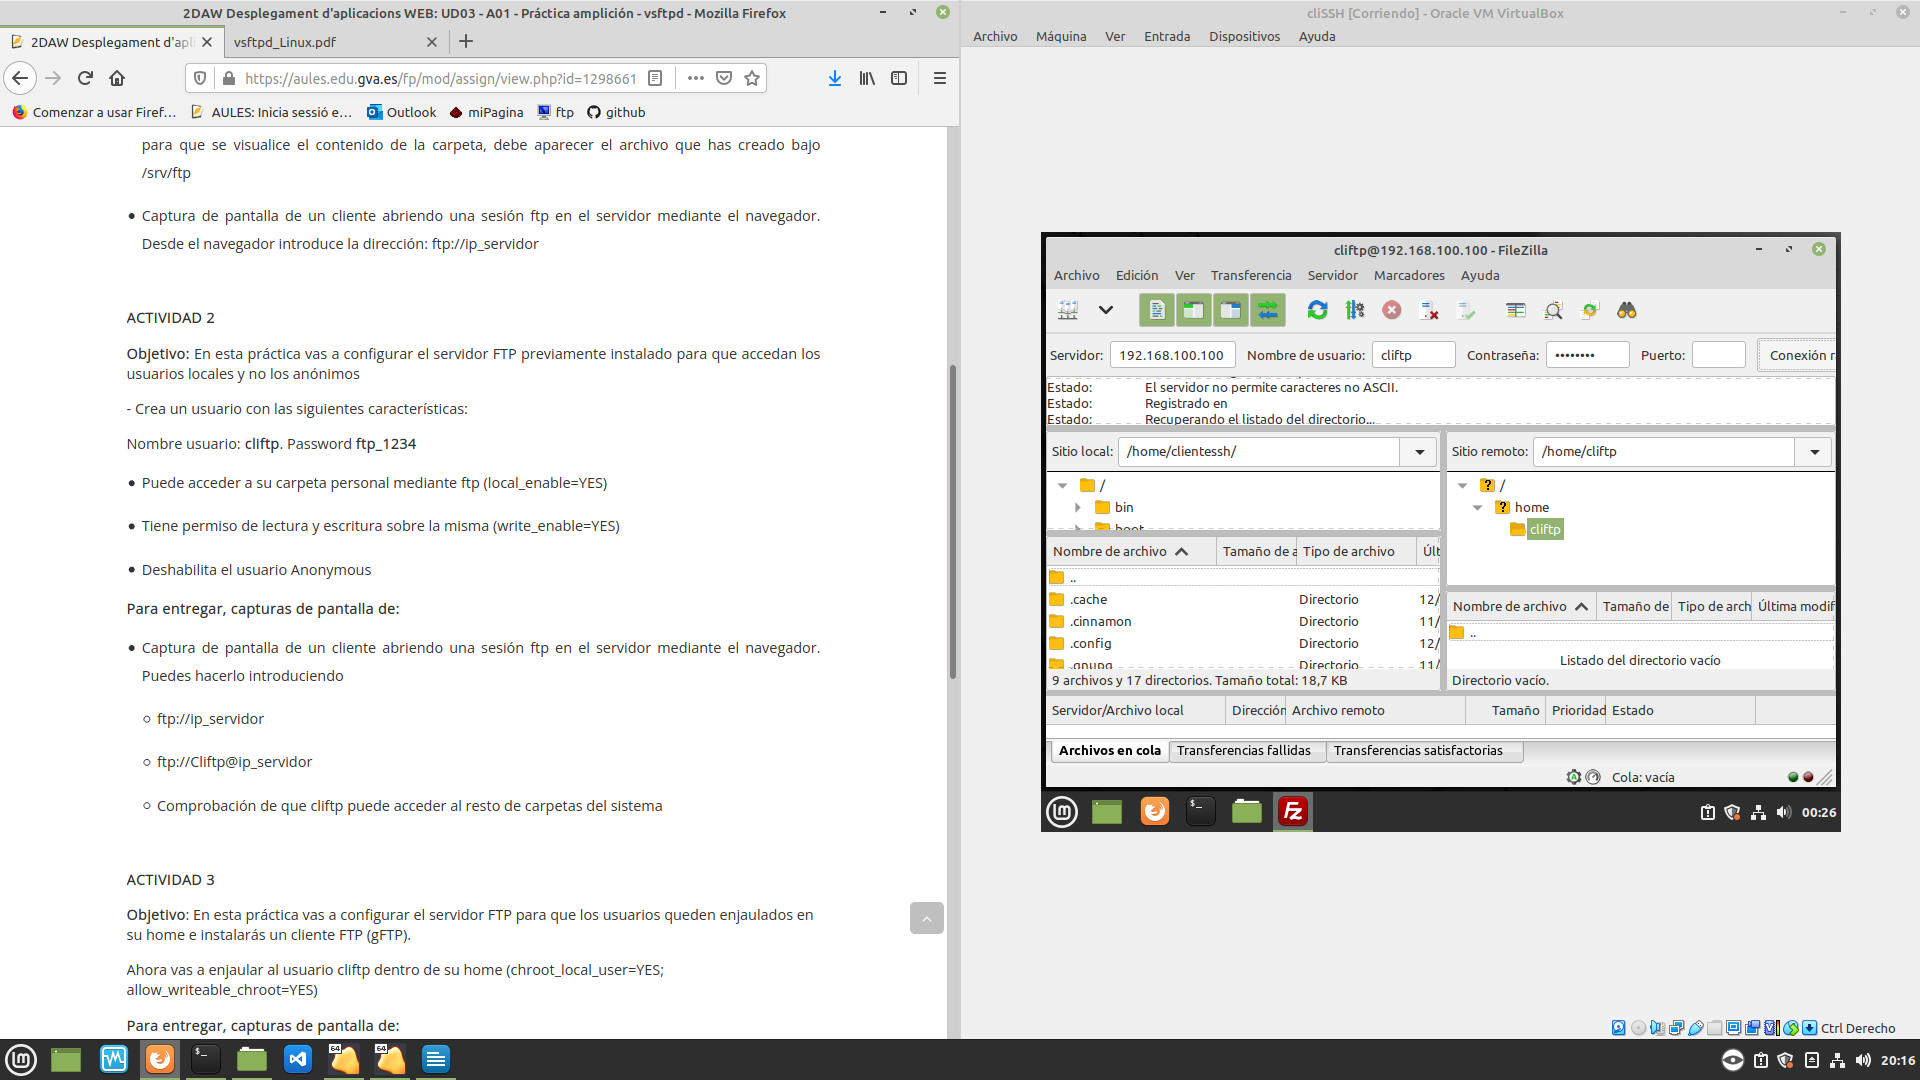 2DAW Desplegament d'aplicacions WEB: UD03 - A01 - Práctica amplición - vsftpd - Mozilla Firefox
2DAW Desplegament d'apl
vsftpd_Linux.pdf
https://aules.edu.gva.es/fp/mod/assign/view.php?id=1298661
Comenzar a usar Firef…
AULES: Inicia sessió e…
Outlook
miPagina
ftp
github
para que se visualice el contenido de la carpeta, debe aparecer el archivo que has creado bajo
/srv/ftp
• Captura de pantalla de un cliente abriendo una sesión ftp en el servidor mediante el navegador.
Desde el navegador introduce la dirección: ftp://ip_servidor
ACTIVIDAD 2
Objetivo: En esta práctica vas a configurar el servidor FTP previamente instalado para que accedan los
usuarios locales y no los anónimos
- Crea un usuario con las siguientes características:
Nombre usuario: cliftp. Password ftp_1234
• Puede acceder a su carpeta personal mediante ftp (local_enable=YES)
• Tiene permiso de lectura y escritura sobre la misma (write_enable=YES)
• Deshabilita el usuario Anonymous
Para entregar, capturas de pantalla de:
• Captura de pantalla de un cliente abriendo una sesión ftp en el servidor mediante el navegador.
Puedes hacerlo introduciendo
○ ftp://ip_servidor
○ ftp://Cliftp@ip_servidor
○ Comprobación de que cliftp puede acceder al resto de carpetas del sistema
ACTIVIDAD 3
Objetivo: En esta práctica vas a configurar el servidor FTP para que los usuarios queden enjaulados en
su home e instalarás un cliente FTP (gFTP).
Ahora vas a enjaular al usuario cliftp dentro de su home (chroot_local_user=YES;
allow_writeable_chroot=YES)
Para entregar, capturas de pantalla de:
cliSSH [Corriendo] - Oracle VM VirtualBox
Archivo Máquina Ver Entrada Dispositivos Ayuda
cliftp@192.168.100.100 - FileZilla
Archivo Edición Ver Transferencia Servidor Marcadores Ayuda
Servidor: 192.168.100.100 Nombre de usuario: cliftp Contraseña: •••••••• Puerto: Conexión r
Estado: El servidor no permite caracteres no ASCII.
Estado: Registrado en
Estado: Recuperando el listado del directorio...
Sitio local: /home/clientessh/
/
bin
boot
Nombre de archivo Tamaño de a Tipo de archivo Últ
..
.cache Directorio 12/
.cinnamon Directorio 11/
.config Directorio 12/
.gnupg Directorio 11/
9 archivos y 17 directorios. Tamaño total: 18,7 KB
Sitio remoto: /home/cliftp
/
home
cliftp
Nombre de archivo Tamaño de Tipo de arch Última modif
..
Listado del directorio vacío
Directorio vacío.
Servidor/Archivo local Dirección Archivo remoto Tamaño Prioridad Estado
Archivos en cola Transferencias fallidas Transferencias satisfactorias
Cola: vacía
00:26
Ctrl Derecho
64
64
20:16